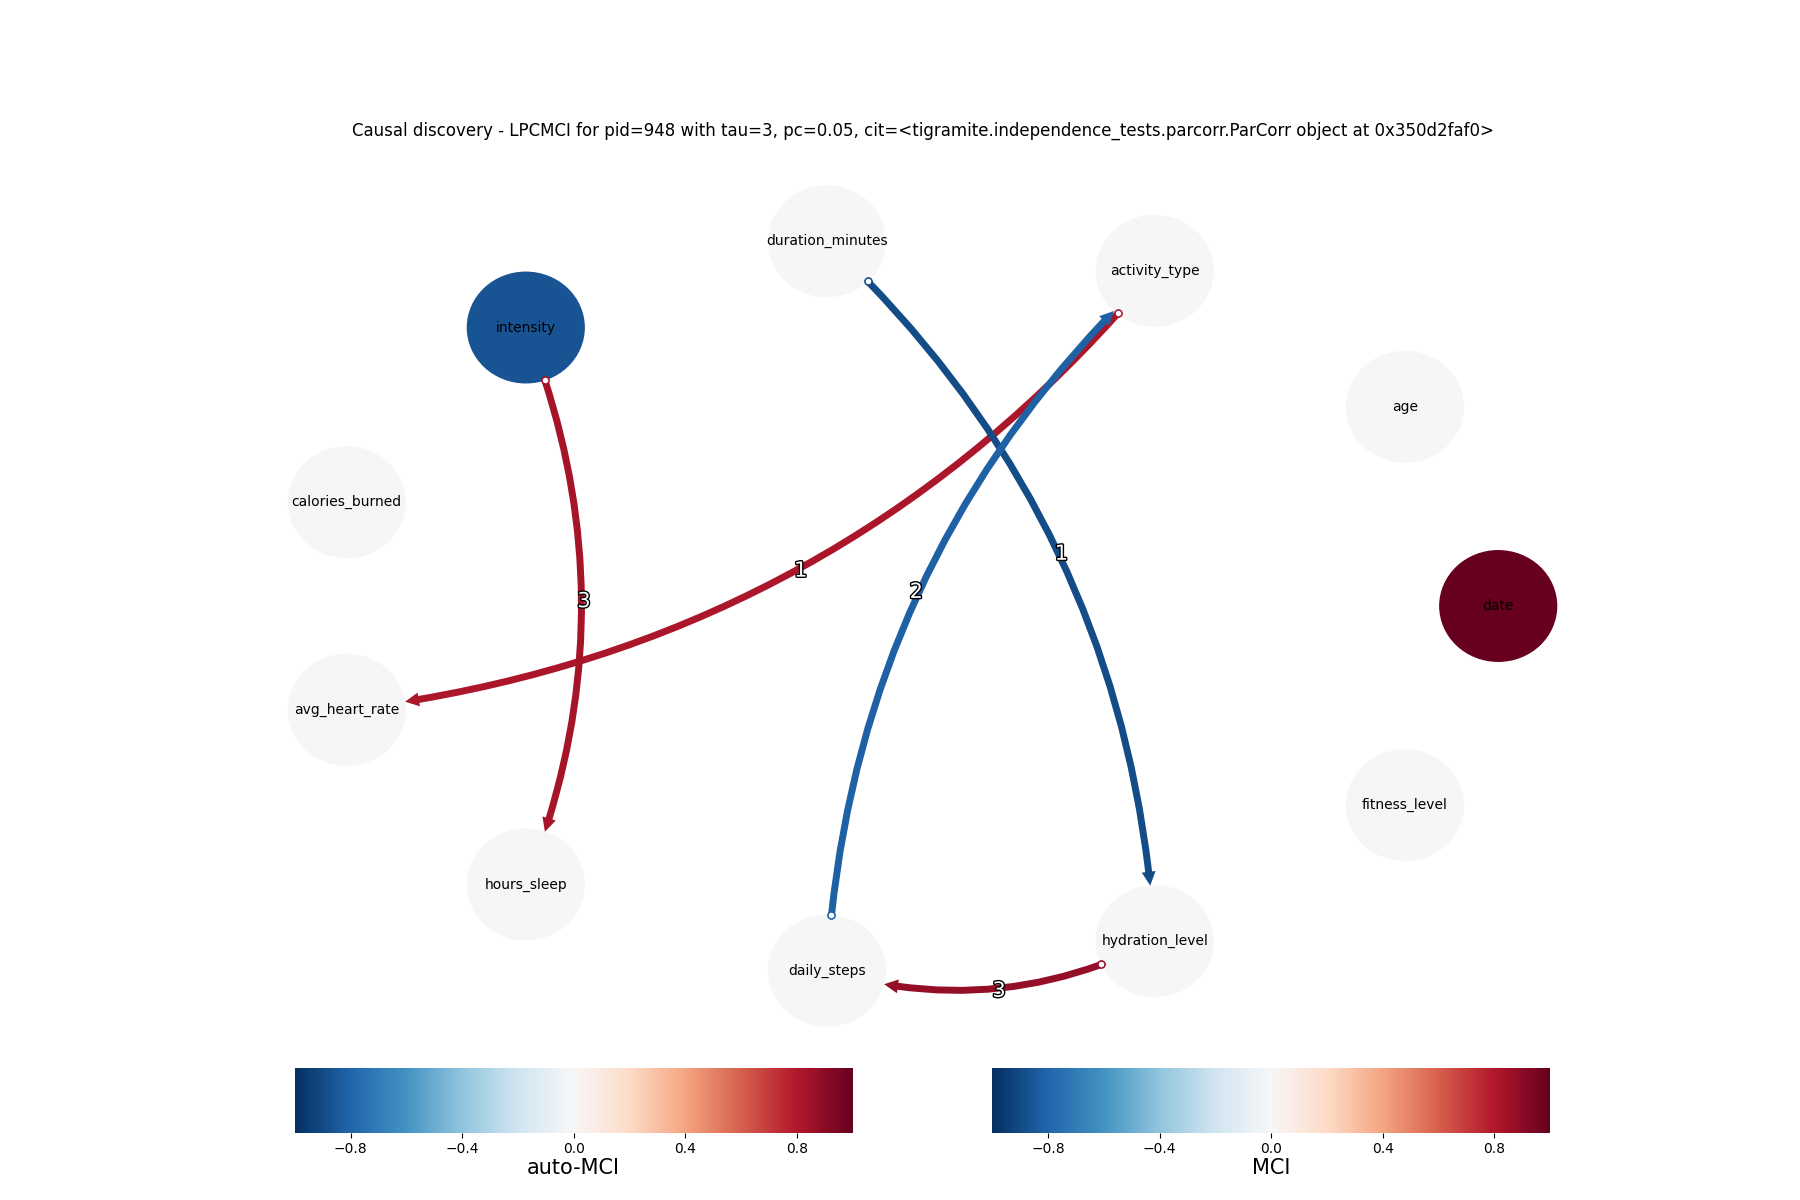 Causal discovery - LPCMCI for pid=948 with tau=3, pc=0.05, cit=<tigramite.independence_tests.parcorr.ParCorr object at 0x350d2faf0>
duration_minutes
activity_type
intensity
age
calories_burned
1
1
2
3
date
avg_heart_rate
fitness_level
hours_sleep
hydration_level
daily_steps
3
−0.8 −0.4 0.0 0.4 0.8
auto-MCI
−0.8 −0.4 0.0 0.4 0.8
MCI